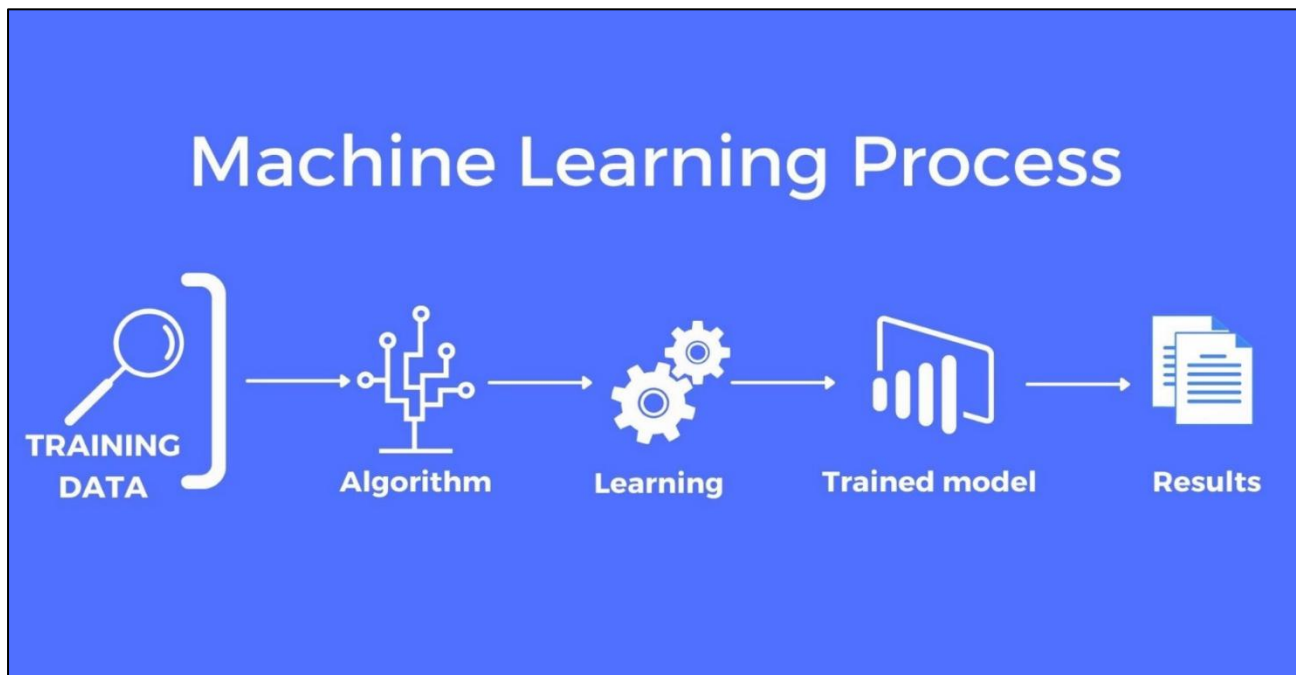 Machine Learning Process
TRAINING
DATA
Algorithm
Learning
Trained model
Results